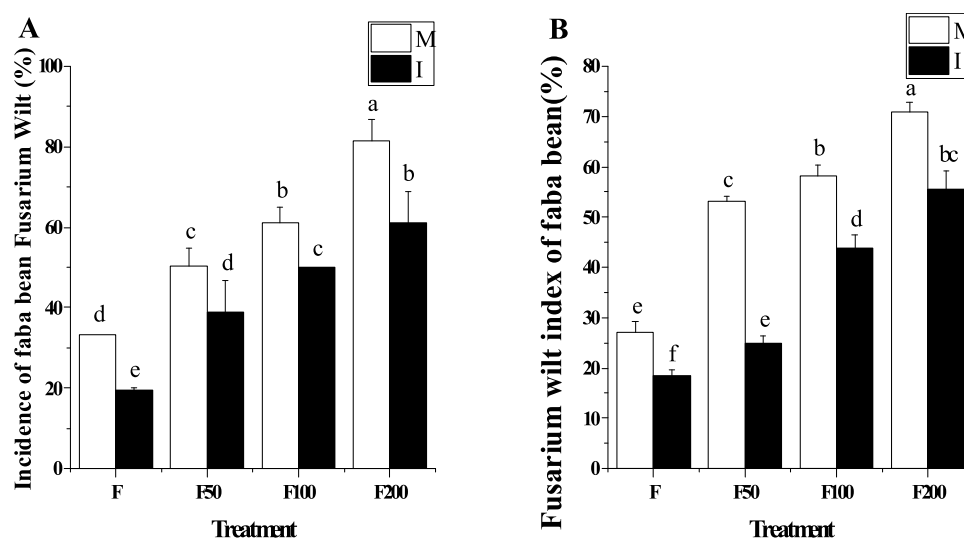 A
M
I
Incidence of faba bean Fusarium Wilt (%)
100
80
60
40
20
0
d
e
c
d
b
c
a
b
F
F50
F100
F200
Treatment
B
M
I
Fusarium wilt index of faba bean(%)
80
70
60
50
40
30
20
10
0
e
f
c
e
b
d
a
bc
F
F50
F100
F200
Treatment